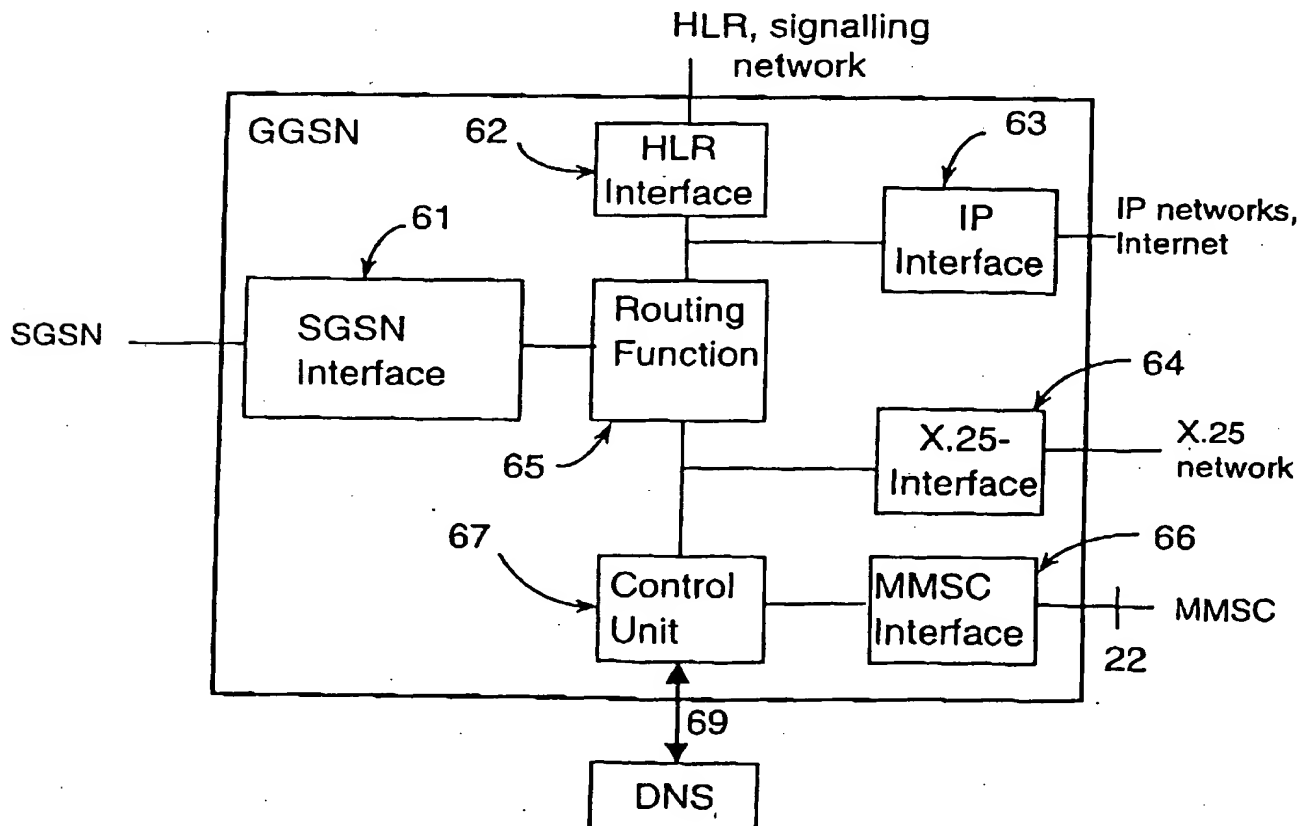 HLR, signalling
network
GGSN
62
HLR
Interface
63
IP
Interface
IP networks,
Internet
61
SGSN
SGSN
Interface
Routing
Function
65
64
X.25-
Interface
X.25
network
67
Control
Unit
66
MMSC
Interface
MMSC
22
69
DNS